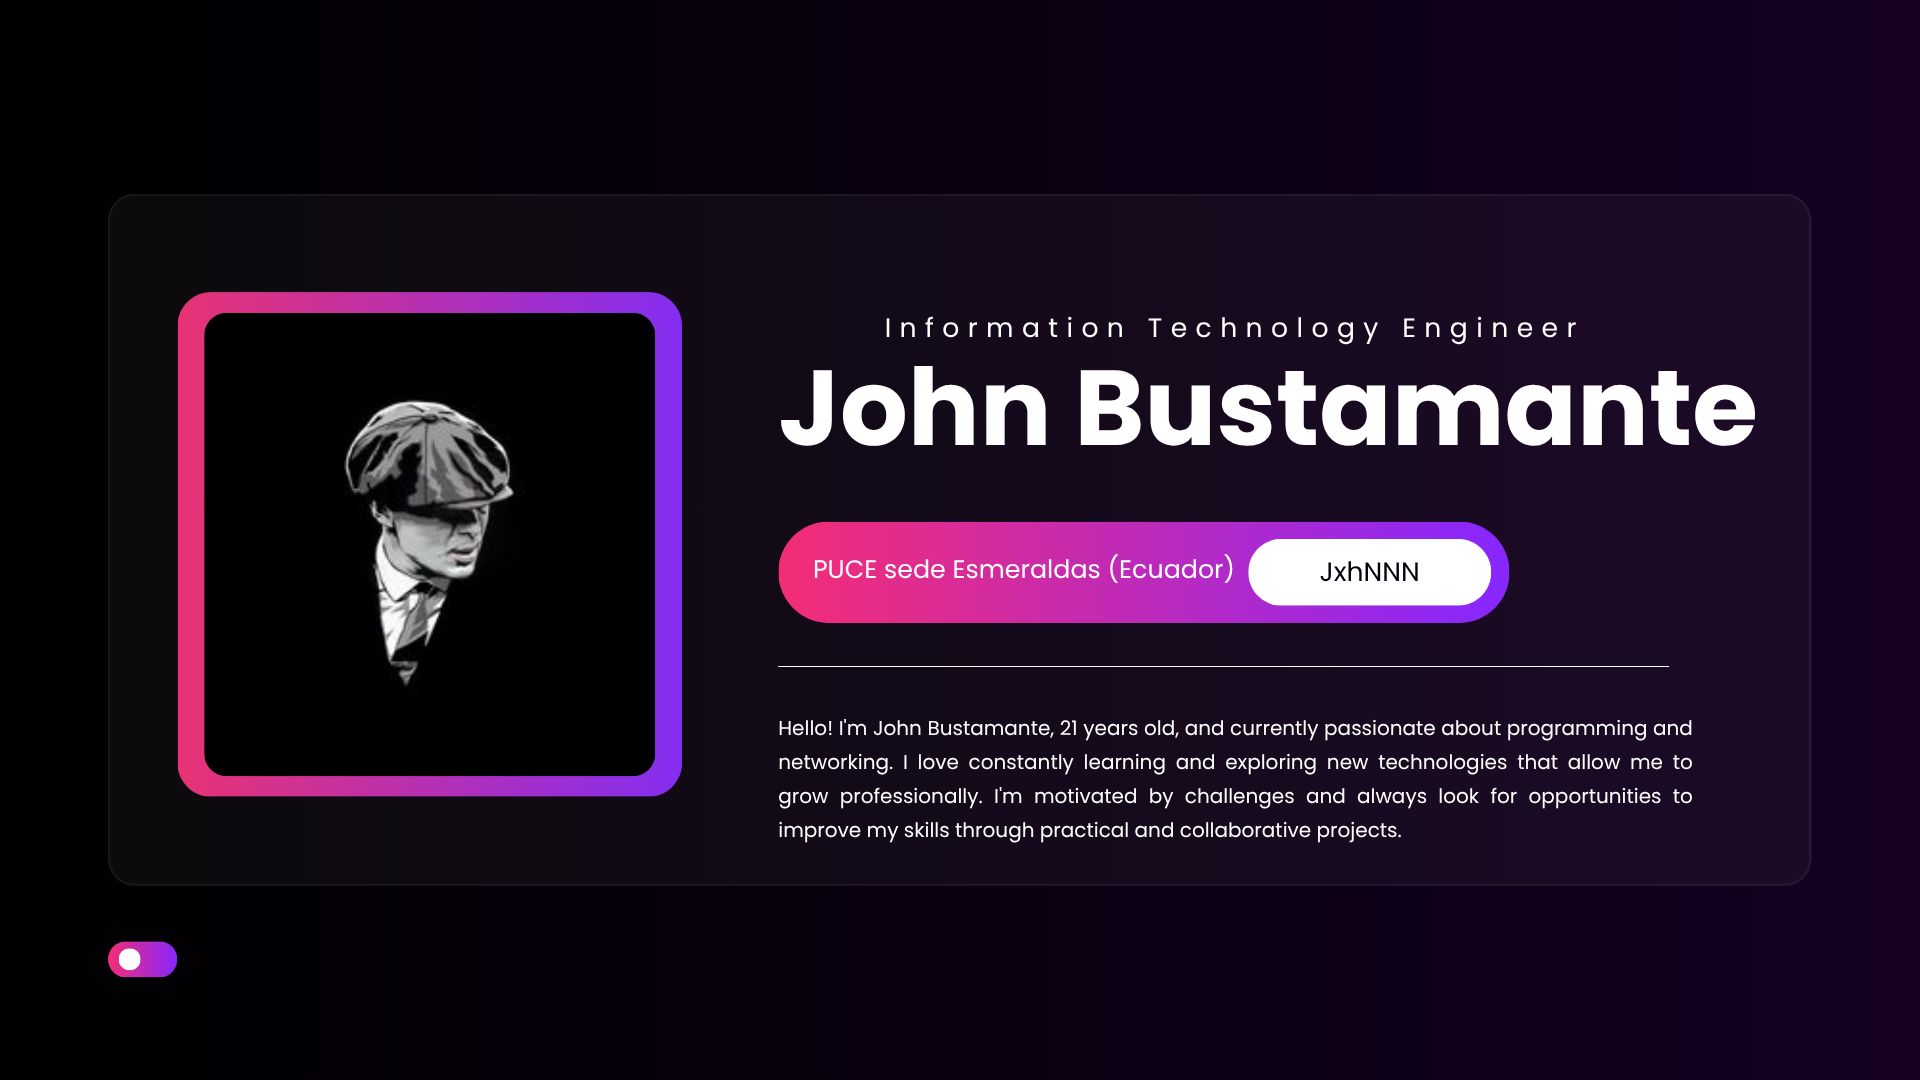 Information Technology Engineer
John Bustamante
PUCE sede Esmeraldas (Ecuador)
JxhNNN
Hello! I'm John Bustamante, 21 years old, and currently passionate about programming and
networking. I love constantly learning and exploring new technologies that allow me to
grow professionally. I'm motivated by challenges and always look for opportunities to
improve my skills through practical and collaborative projects.